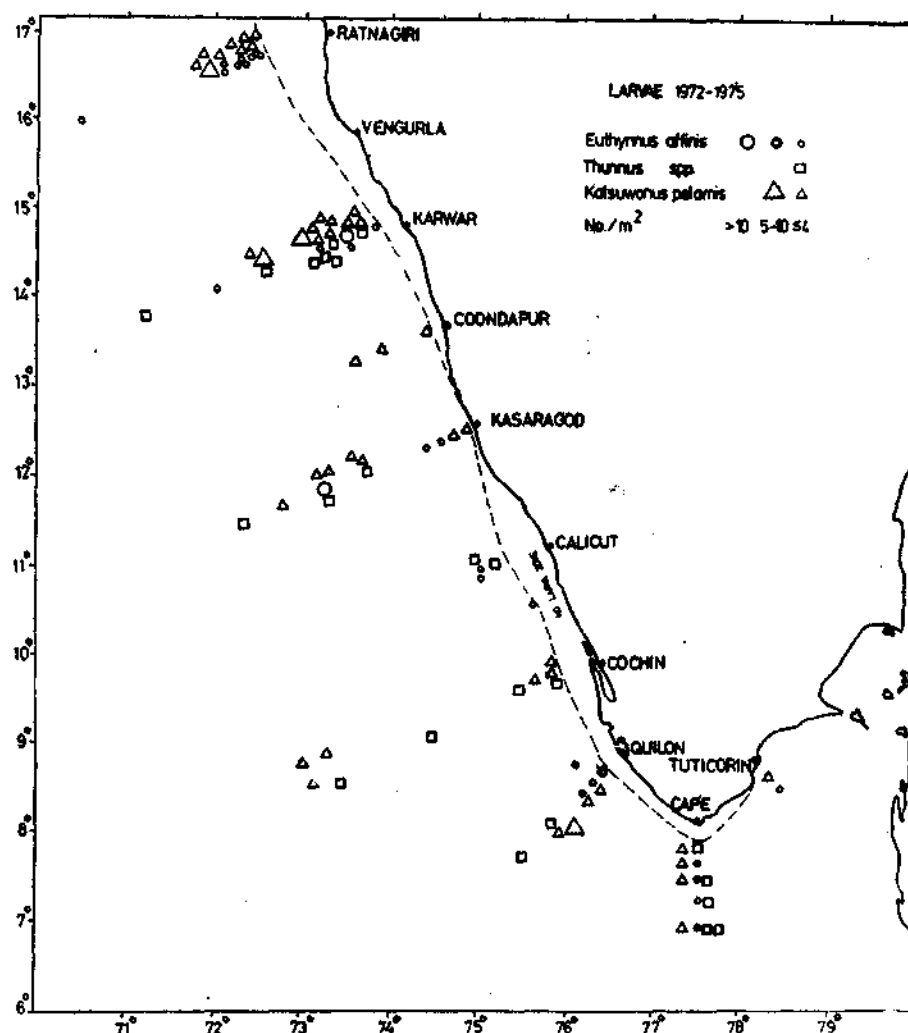 17°
16°
15°
14°
13°
12°
11°
10°
9°
8°
7°
6°
RATNAGIRI
VENGURLA
KARWAR
COONDAPUR
KASARAGOD
CALICUT
COCHIN
QUILON
TUTICORIN
CAPE
LARVAE 1972-1975
Euthynnus affinis
Thunnus spp.
Katsuwonus pelamis
No./m² >10 5-10 ≤4
71° 72° 73° 74° 75° 76° 77° 78° 79°